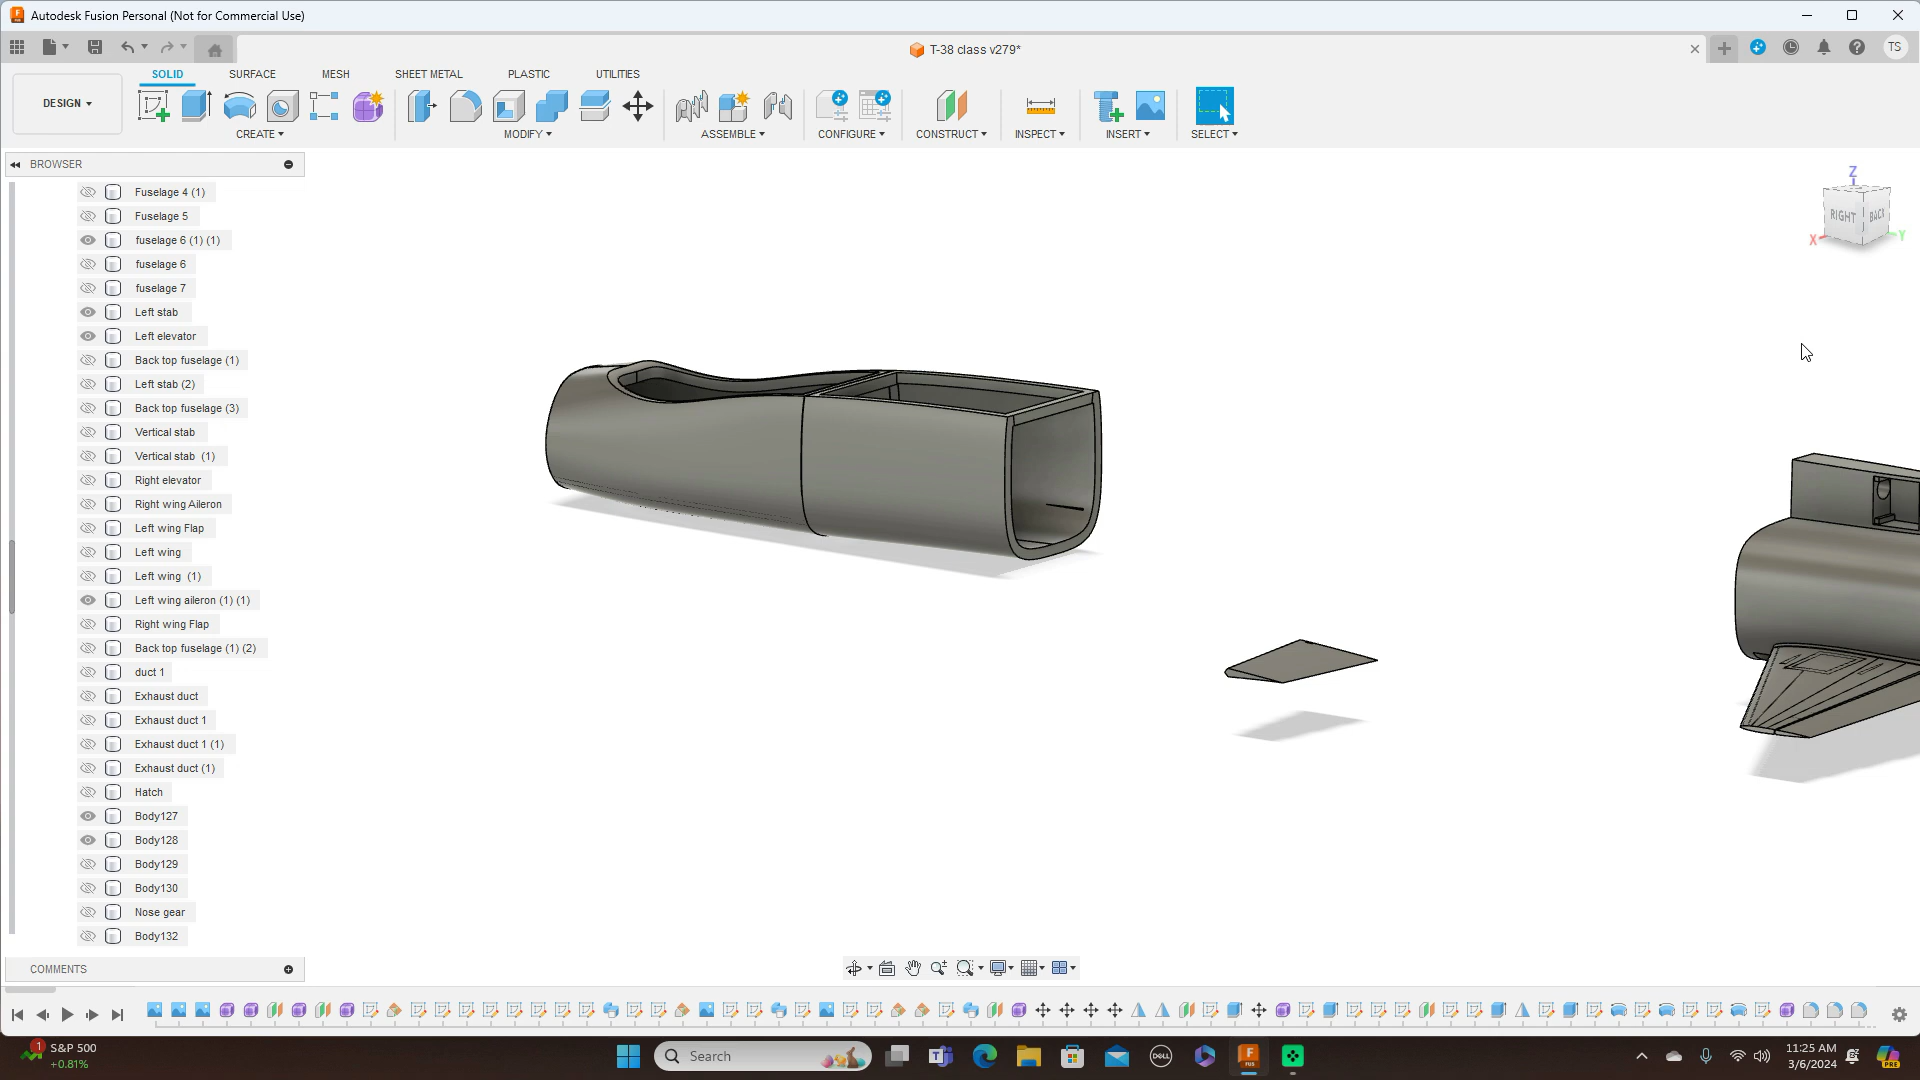 Autodesk Fusion Personal (Not for Commercial Use)
T-38 class v279*
TS
DESIGN
SOLID
SURFACE
MESH
SHEET METAL
PLASTIC
UTILITIES
CREATE
MODIFY
ASSEMBLE
CONFIGURE
CONSTRUCT
INSPECT
INSERT
SELECT
BROWSER
Fuselage 4 (1)
Fuselage 5
fuselage 6 (1) (1)
fuselage 6
fuselage 7
Left stab
Left elevator
Back top fuselage (1)
Left stab (2)
Back top fuselage (3)
Vertical stab
Vertical stab (1)
Right elevator
Right wing Aileron
Left wing Flap
Left wing
Left wing (1)
Left wing aileron (1) (1)
Right wing Flap
Back top fuselage (1) (2)
duct 1
Exhaust duct
Exhaust duct 1
Exhaust duct 1 (1)
Exhaust duct (1)
Hatch
Body127
Body128
Body129
Body130
Nose gear
Body132
Z
RIGHT
BACK
X
Y
COMMENTS
1
S&P 500
+0.81%
Search
DELL
FUS
11:25 AM
3/6/2024
PRE